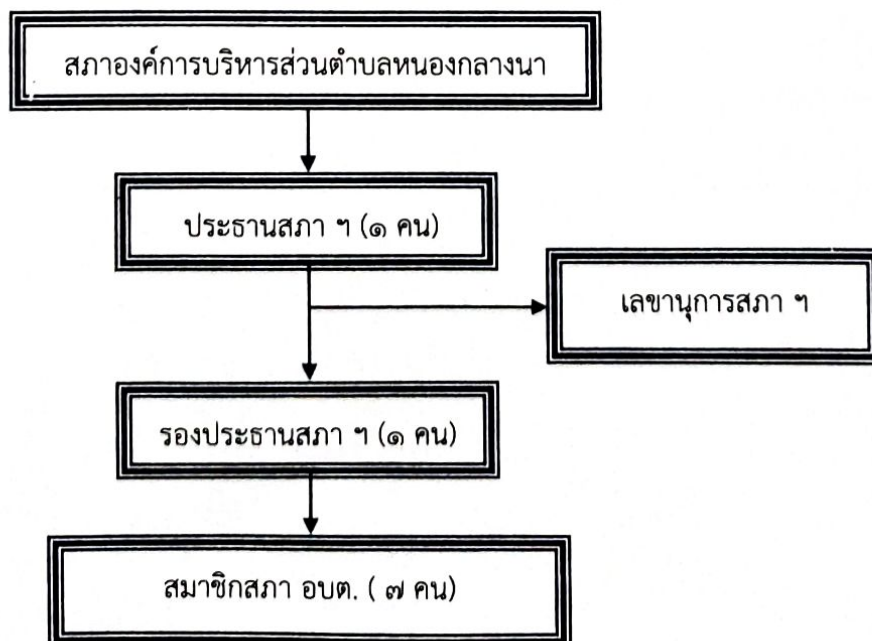 สภาองค์การบริหารส่วนตำบลหนองกลางนา
ประธานสภา ฯ (๑ คน)
เลขานุการสภา ฯ
รองประธานสภา ฯ (๑ คน)
สมาชิกสภา อบต. ( ๗ คน)